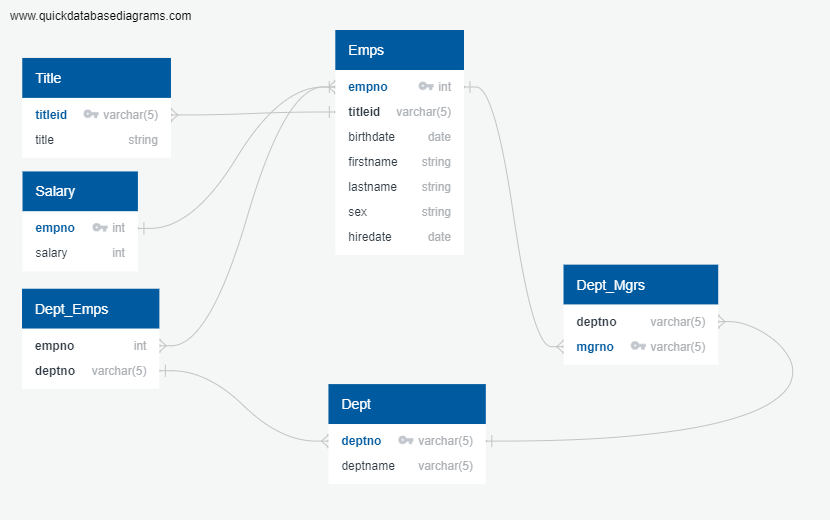 www.quickdatabasediagrams.com
Title
titleid varchar(5)
title string
Salary
empno int
salary int
Dept_Emps
empno int
deptno varchar(5)
Emps
empno int
titleid varchar(5)
birthdate date
firstname string
lastname string
sex string
hiredate date
Dept
deptno varchar(5)
deptname varchar(5)
Dept_Mgrs
deptno varchar(5)
mgrno varchar(5)